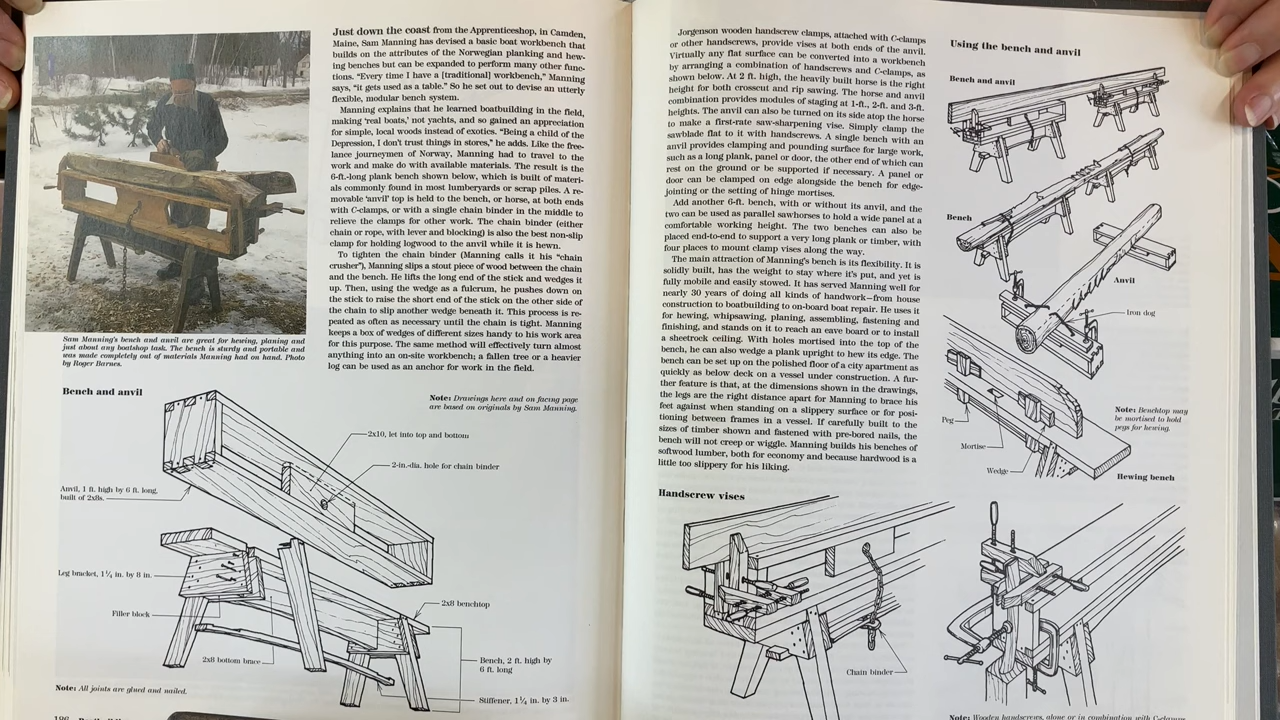 Just down the coast from the Apprenticeshop, in Camden,
Maine, Sam Manning has devised a basic boat workbench that
builds on the attributes of the Norwegian planking and hew-
ing benches but can be expanded to perform many other func-
tions. “Every time I have a [traditional] workbench,” Manning
says, “it gets used as a table.” So he set out to devise an utterly
flexible, modular bench system.
Manning explains that he learned boatbuilding in the field,
making ‘real boats,’ not yachts, and so gained an appreciation
for simple, local woods instead of exotics. “Being a child of the
Depression, I don’t trust things in stores,” he adds. Like the free-
lance journeymen of Norway, Manning had to travel to the
work and make do with available materials. The result is the
6-ft.-long plank bench shown below, which is built of materi-
als commonly found in most lumberyards or scrap piles. A re-
movable ‘anvil’ top is held to the bench, or horse, at both ends
with C-clamps, or with a single chain binder in the middle to
relieve the clamps for other work. The chain binder (either
chain or rope, with lever and blocking) is also the best non-slip
clamp for holding logwood to the anvil while it is hewn.
To tighten the chain binder (Manning calls it his “chain
crusher”), Manning slips a stout piece of wood between the chain
and the bench. He lifts the long end of the stick and wedges it
up. Then, using the wedge as a fulcrum, he pushes down on
the stick to raise the short end of the stick on the other side of
the chain to slip another wedge beneath it. This process is re-
peated as often as necessary until the chain is tight. Manning
keeps a box of wedges of different sizes handy to his work area
for this purpose. The same method will effectively turn almost
anything into an on-site workbench; a fallen tree or a heavier
log can be used as an anchor for work in the field.
Sam Manning’s bench and anvil are great for hewing, planing and
just about any boatshop task. The bench is sturdy and portable and
was made completely out of materials Manning had on hand. Photo
by Roger Barnes.
Bench and anvil
Note: Drawings here and on facing page
are based on originals by Sam Manning.
2x10, let into top and bottom
2-in.-dia. hole for chain binder
Anvil, 1 ft. high by 6 ft. long,
built of 2x8s.
Leg bracket, 1¼ in. by 8 in.
Filler block
2x8 bottom brace
2x8 benchtop
Bench, 2 ft. high by
6 ft. long
Stiffener, 1¼ in. by 3 in.
Note: All joints are glued and nailed.
Jorgenson wooden handscrew clamps, attached with C-clamps
or other handscrews, provide vises at both ends of the anvil.
Virtually any flat surface can be converted into a workbench
by arranging a combination of handscrews and C-clamps, as
shown below. At 2 ft. high, the heavily built horse is the right
height for both crosscut and rip sawing. The horse and anvil
combination provides modules of staging at 1-ft., 2-ft. and 3-ft.
heights. The anvil can also be turned on its side atop the horse
to make a first-rate saw-sharpening vise. Simply clamp the
sawblade flat to it with handscrews. A single bench with an
anvil provides clamping and pounding surface for large work,
such as a long plank, panel or door, the other end of which can
rest on the ground or be supported if necessary. A panel or
door can be clamped on edge alongside the bench for edge-
jointing or the setting of hinge mortises.
Add another 6-ft. bench, with or without its anvil, and the
two can be used as parallel sawhorses to hold a wide panel at a
comfortable working height. The two benches can also be
placed end-to-end to support a very long plank or timber, with
four places to mount clamp vises along the way.
The main attraction of Manning’s bench is its flexibility. It is
solidly built, has the weight to stay where it’s put, and yet is
fully mobile and easily stowed. It has served Manning well for
nearly 30 years of doing all kinds of handwork—from house
construction to boatbuilding to on-board boat repair. He uses it
for hewing, whipsawing, planing, assembling, fastening and
finishing, and stands on it to reach an eave board or to install
a sheetrock ceiling. With holes mortised into the top of the
bench, he can also wedge a plank upright to hew its edge. The
bench can be set up on the polished floor of a city apartment as
quickly as below deck on a vessel under construction. A fur-
ther feature is that, at the dimensions shown in the drawings,
the legs are the right distance apart for Manning to brace his
feet against when standing on a slippery surface or for posi-
tioning between frames in a vessel. If carefully built to the
sizes of timber shown and fastened with pre-bored nails, the
bench will not creep or wiggle. Manning builds his benches of
softwood lumber, both for economy and because hardwood is a
little too slippery for his liking.
Using the bench and anvil
Bench and anvil
Bench
Anvil
Iron dog
Note: Benchtop may
be mortised to hold
pegs for hewing.
Peg
Mortise
Wedge
Hewing bench
Handscrew vises
Chain binder
Note: Wooden handscrews, alone or in combination with C-clamps